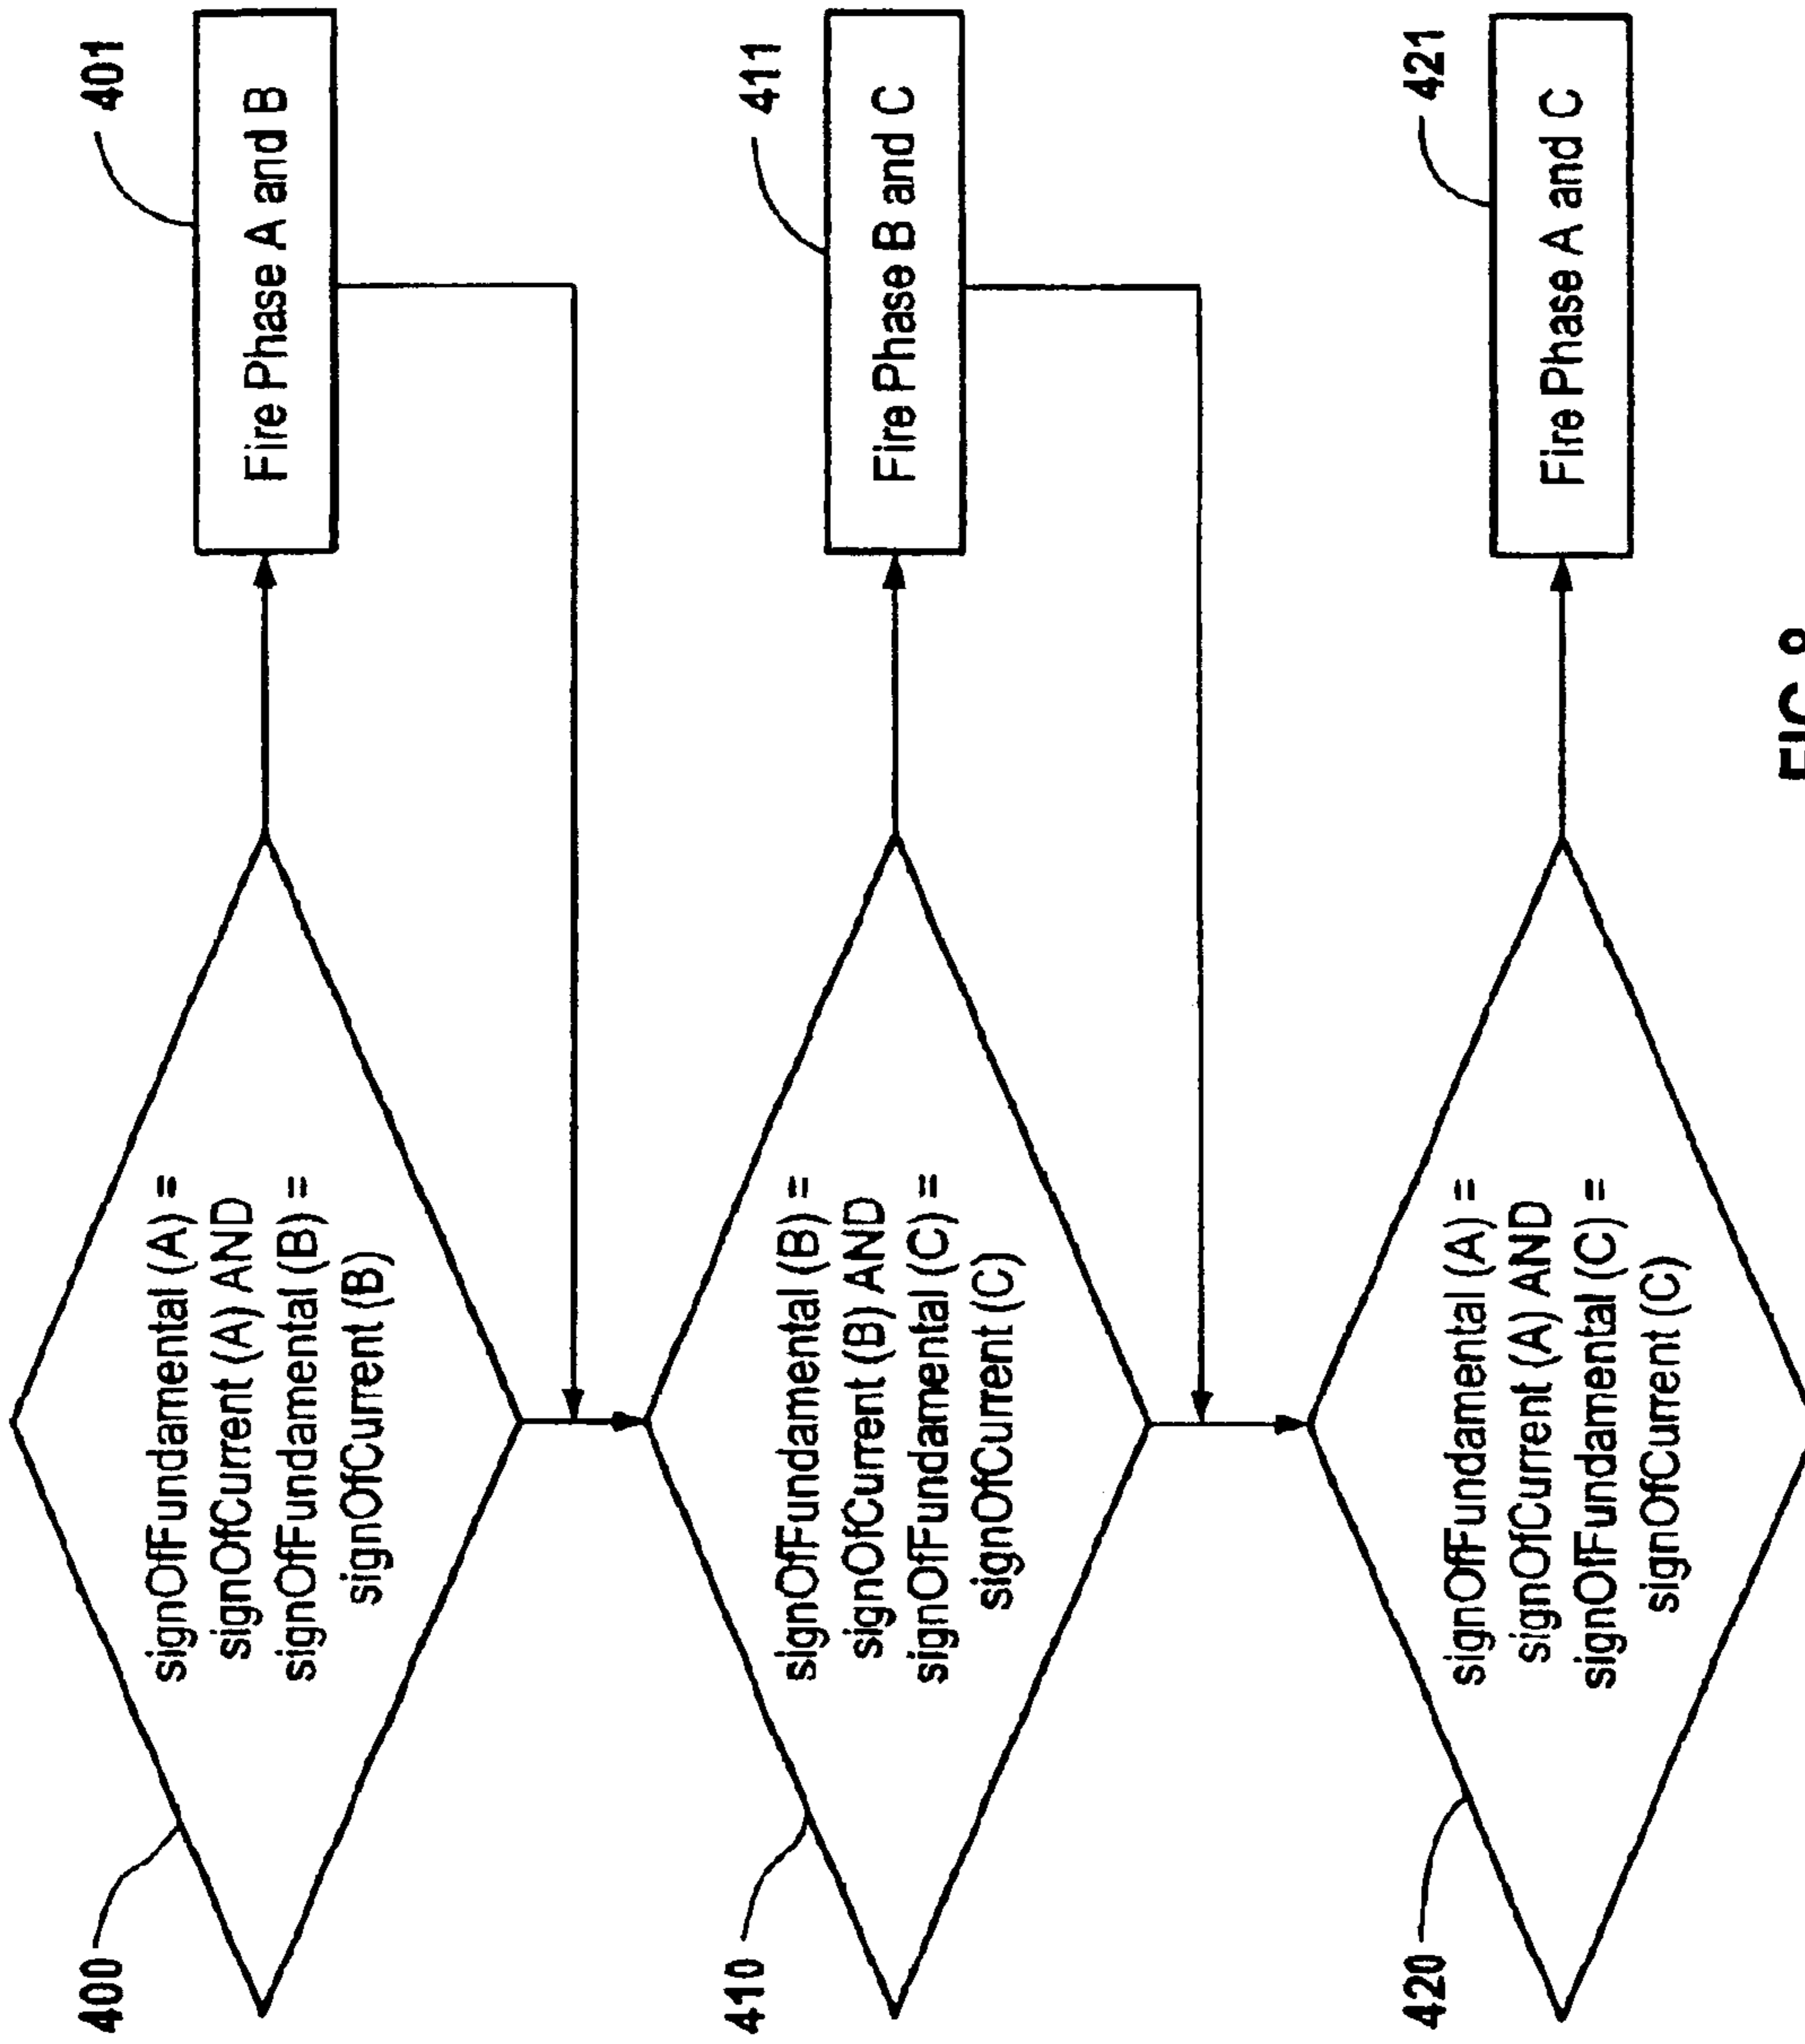 400
signOfFundamental (A) =
signOfCurrent (A) AND
signOfFundamental (B) =
signOfCurrent (B)
401
Fire Phase A and B
410
signOfFundamental (B) =
signOfCurrent (B) AND
signOfFundamental (C) =
signOfCurrent (C)
411
Fire Phase B and C
420
signOfFundamental (A) =
signOfCurrent (A) AND
signOfFundamental (C) =
signOfCurrent (C)
421
Fire Phase A and C